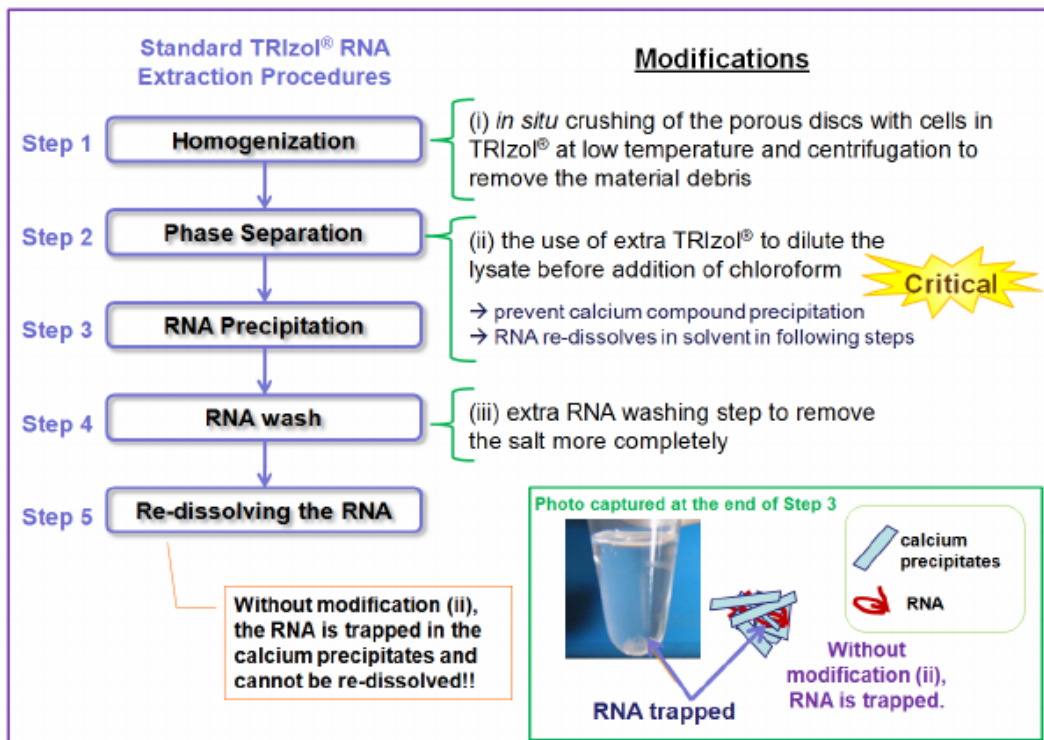 Standard TRIzol® RNA
Extraction Procedures
Modifications
Step 1
Homogenization
(i) in situ crushing of the porous discs with cells in
TRIzol® at low temperature and centrifugation to
remove the material debris
Step 2
Phase Separation
(ii) the use of extra TRIzol® to dilute the
lysate before addition of chloroform
Critical
→ prevent calcium compound precipitation
→ RNA re-dissolves in solvent in following steps
Step 3
RNA Precipitation
Step 4
RNA wash
(iii) extra RNA washing step to remove
the salt more completely
Step 5
Re-dissolving the RNA
Without modification (ii),
the RNA is trapped in the
calcium precipitates and
cannot be re-dissolved!!
Photo captured at the end of Step 3
calcium
precipitates
RNA
RNA trapped
Without
modification (ii),
RNA is trapped.